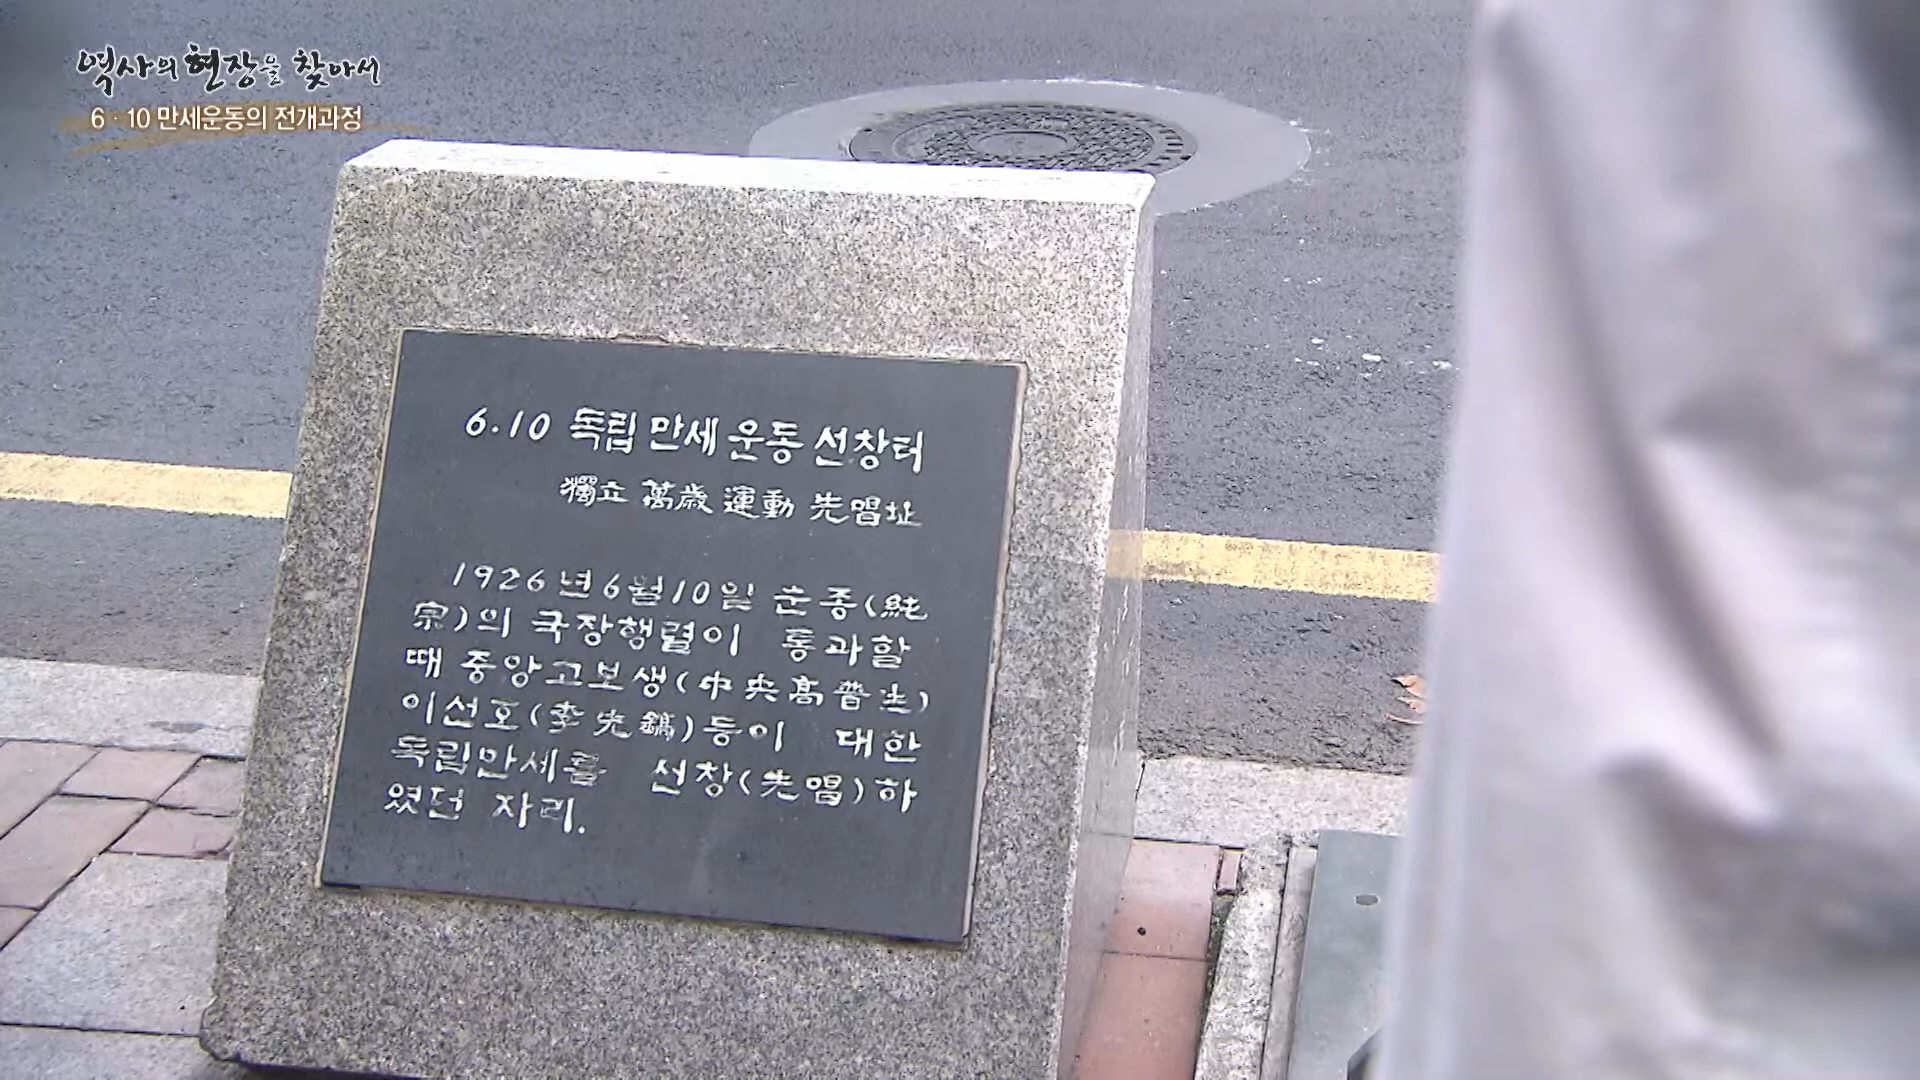 역사의 현장을 찾아서
6·10 만세운동의 전개과정
6.10 독립 만세 운동 선창터
獨立 萬歲 運動 先唱址
1926년 6월 10일 순종(純
宗)의 국장행렬이 통과할
때 중앙고보생(中央高普生)
이선호(李先鎬)등이 대한
독립만세를 선창(先唱)하
였던 자리.